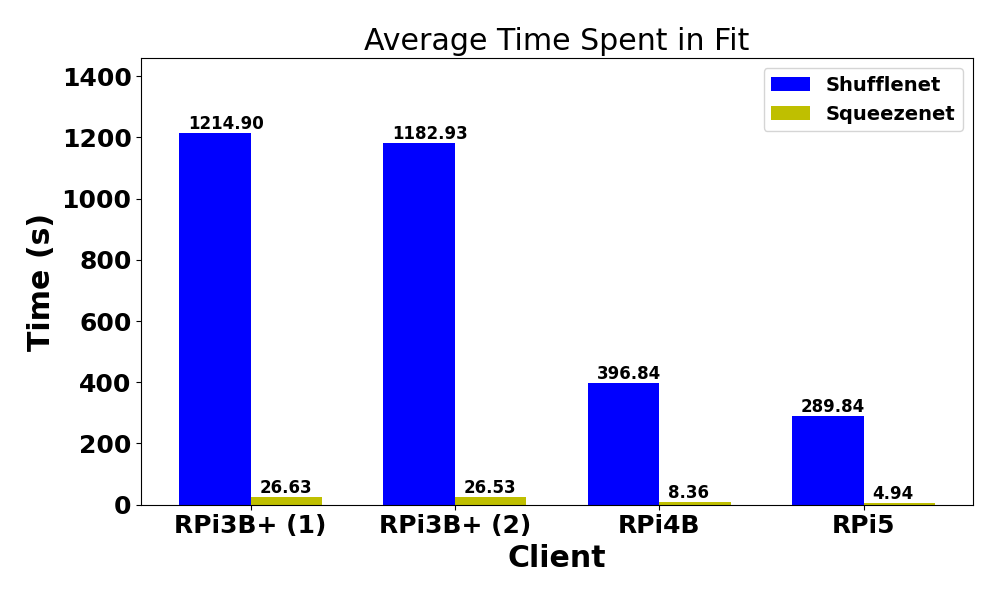 Average Time Spent in Fit
Shufflenet
Squeezenet
Time (s)
1400
1200
1000
800
600
400
200
0
1214.90
26.63
1182.93
26.53
396.84
8.36
289.84
4.94
RPi3B+ (1)
RPi3B+ (2)
RPi4B
RPi5
Client